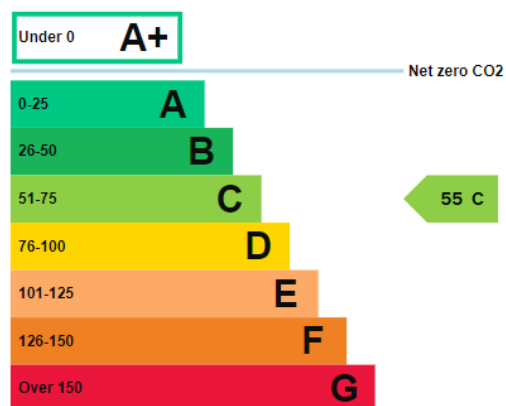 Under 0 A+
Net zero CO2
0-25 A
26-50 B
51-75 C
55 C
76-100 D
101-125 E
126-150 F
Over 150 G